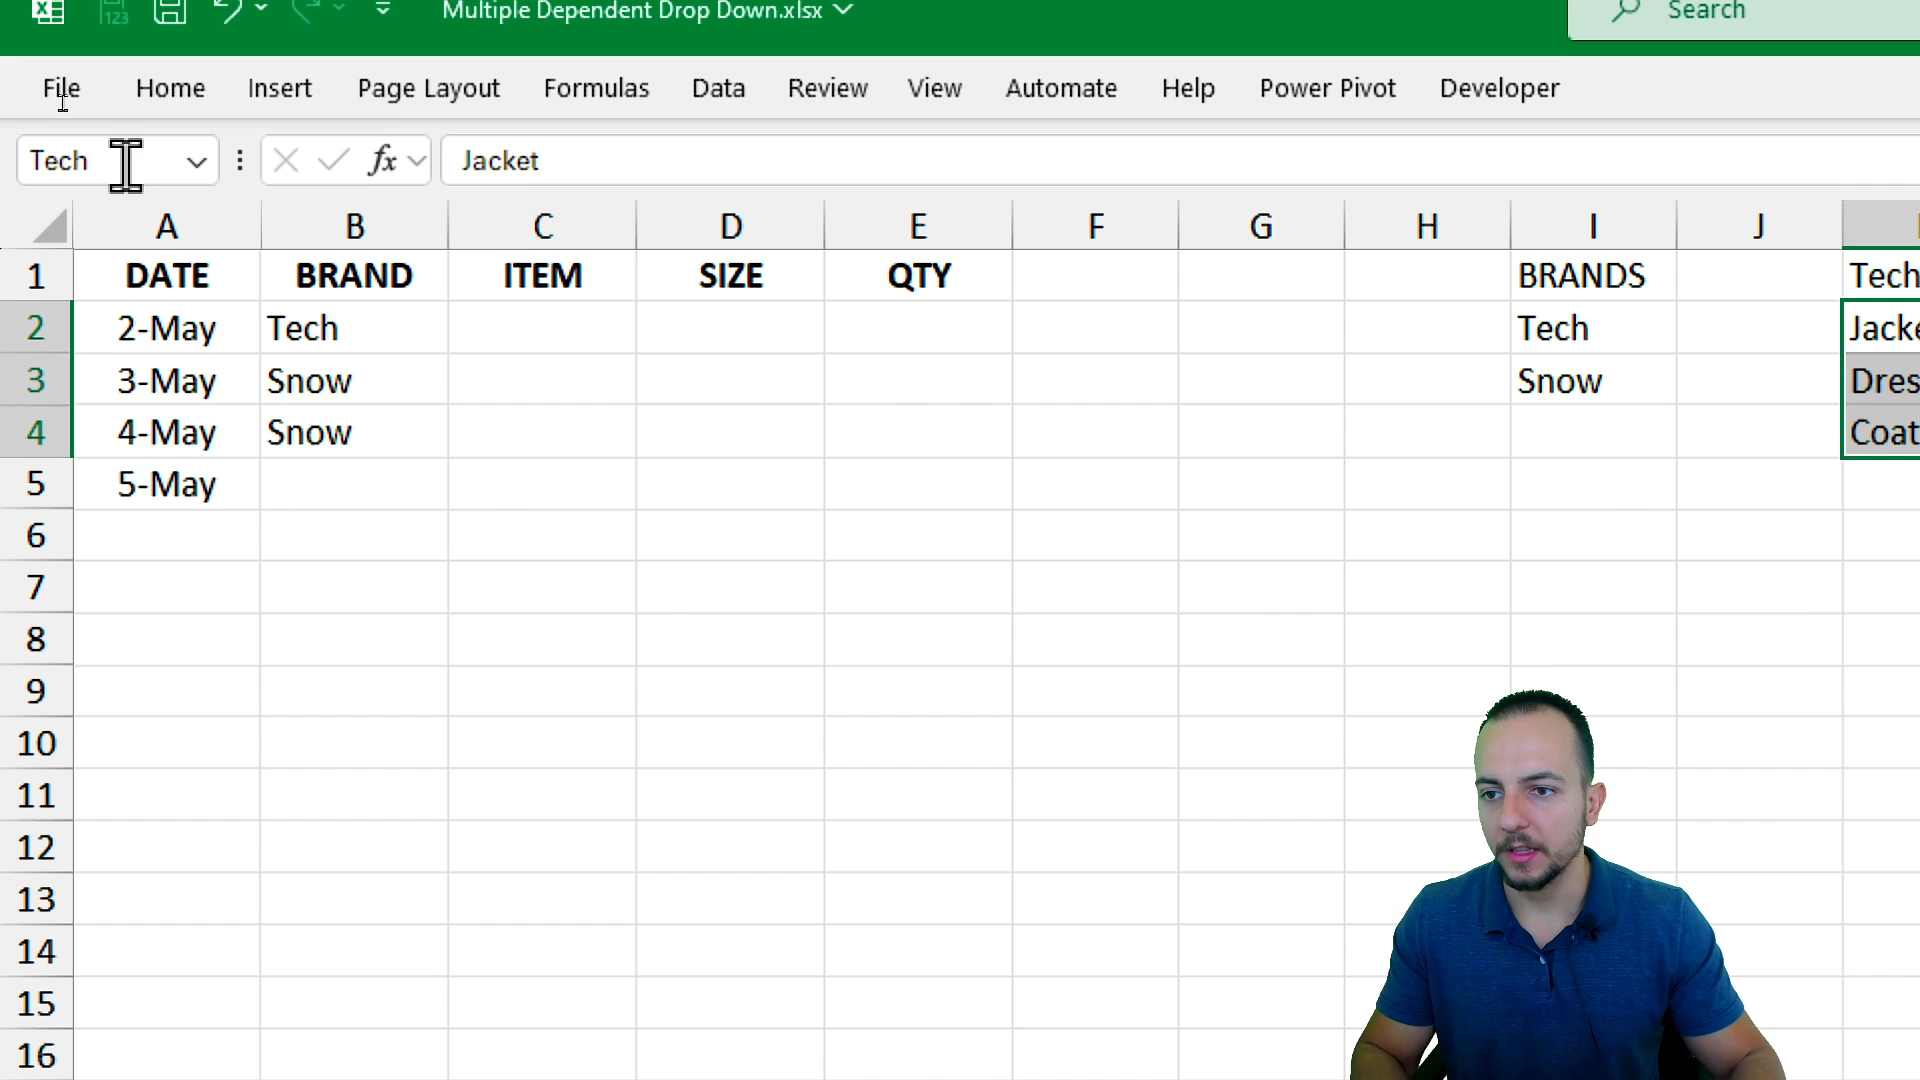 123
Multiple Dependent Drop Down.xlsx
Search
File Home Insert Page Layout Formulas Data Review View Automate Help Power Pivot Developer
Tech fx Jacket
A B C D E F G H I J
1 DATE BRAND ITEM SIZE QTY BRANDS Tech
2 2-May Tech Tech Jacke
3 3-May Snow Snow Dres
4 4-May Snow Coat
5 5-May
6
7
8
9
10
11
12
13
14
15
16